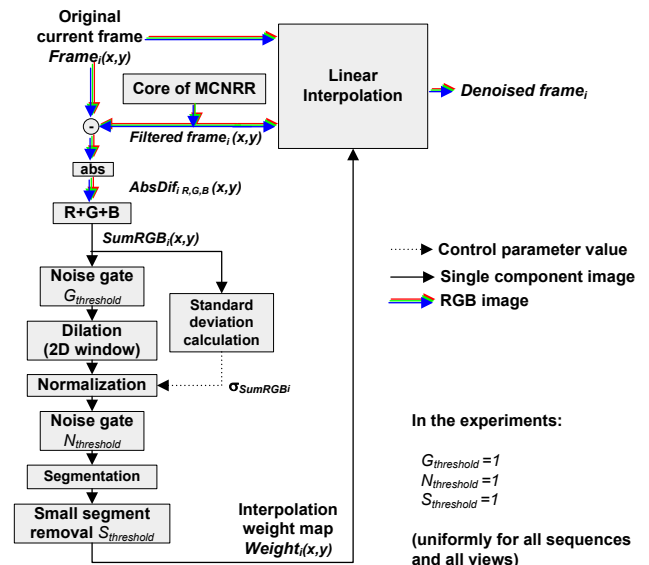 Original
current frame
Frameᵢ(x,y)
Core of MCNRR
Linear
Interpolation
Denoised frameᵢ
-
Filtered frameᵢ(x,y)
abs
AbsDifᵢ R,G,B(x,y)
R+G+B
SumRGBᵢ(x,y)
Noise gate
Gthreshold
Standard
deviation
calculation
Dilation
(2D window)
Normalization
σSumRGBi
Noise gate
Nthreshold
Segmentation
Small segment
removal Sthreshold
Interpolation
weight map
Weightᵢ(x,y)
Control parameter value
Single component image
RGB image
In the experiments:
Gthreshold =1
Nthreshold =1
Sthreshold =1
(uniformly for all sequences
and all views)